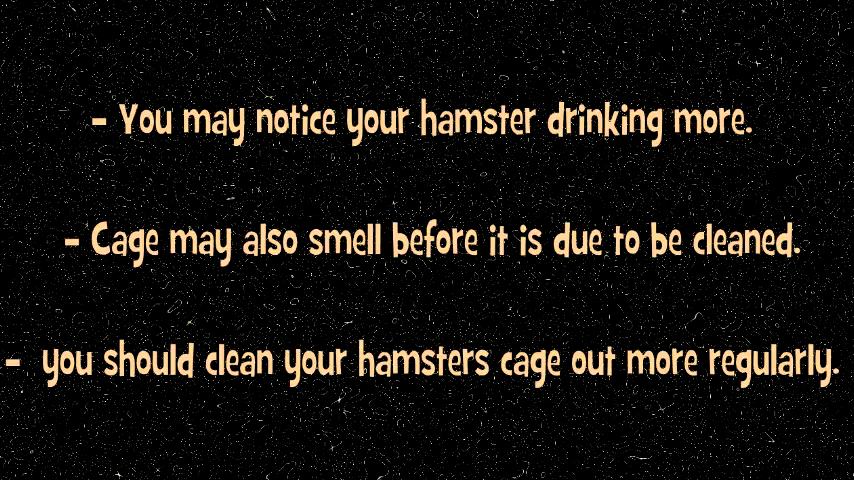 - You may notice your hamster drinking more.
- Cage may also smell before it is due to be cleaned.
- you should clean your hamsters cage out more regularly.